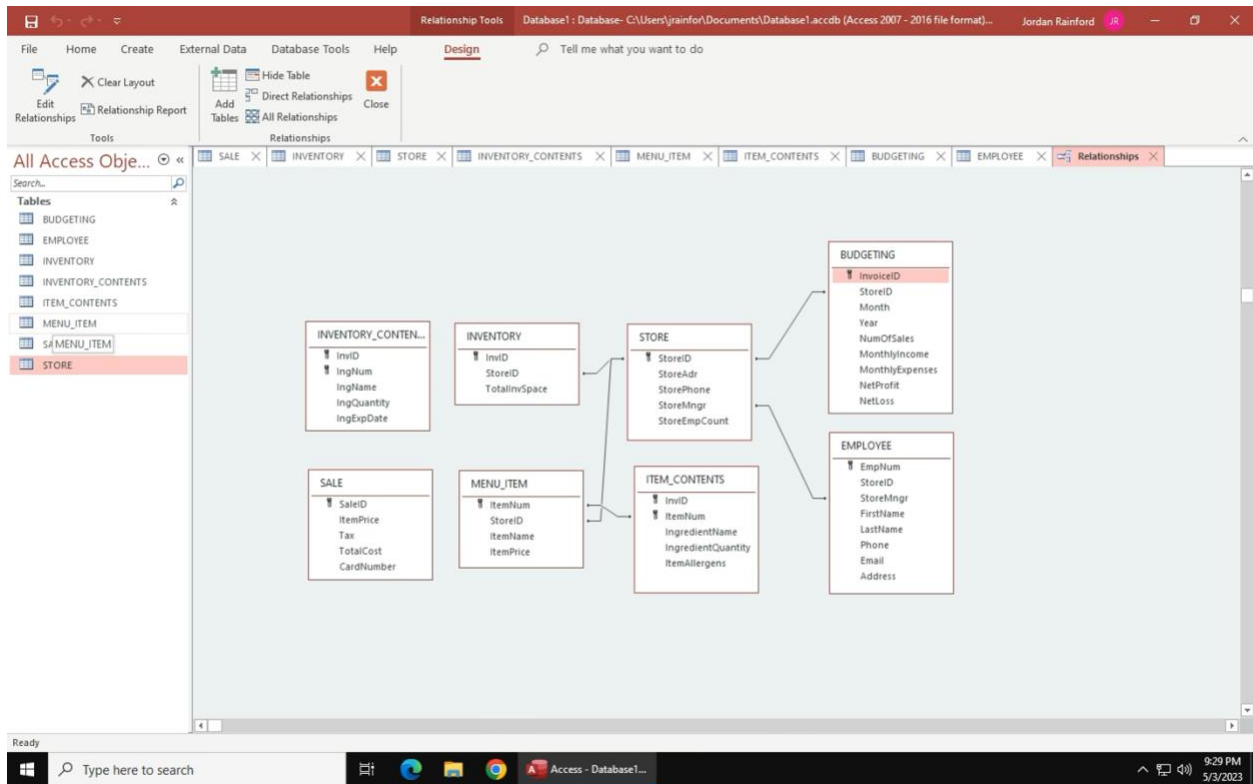 Relationship Tools
Database1 : Database- C:\Users\jrainfor\Documents\Database1.accdb (Access 2007 - 2016 file format)...
Jordan Rainford
JR
File Home Create External Data Database Tools Help Design Tell me what you want to do
Edit Relationships
Clear Layout
Relationship Report
Tools
Add Tables
Hide Table
Direct Relationships
All Relationships
Close
Relationships
All Access Obje...
Search...
Tables
BUDGETING
EMPLOYEE
INVENTORY
INVENTORY_CONTENTS
ITEM_CONTENTS
MENU_ITEM
SA MENU_ITEM
STORE
SALE INVENTORY STORE INVENTORY_CONTENTS MENU_ITEM ITEM_CONTENTS BUDGETING EMPLOYEE Relationships
INVENTORY_CONTEN...
InvID
IngNum
IngName
IngQuantity
IngExpDate
INVENTORY
InvID
StoreID
TotalInvSpace
STORE
StoreID
StoreAdr
StorePhone
StoreMngr
StoreEmpCount
BUDGETING
InvoiceID
StoreID
Month
Year
NumOfSales
MonthlyIncome
MonthlyExpenses
NetProfit
NetLoss
SALE
SaleID
ItemPrice
Tax
TotalCost
CardNumber
MENU_ITEM
ItemNum
StoreID
ItemName
ItemPrice
ITEM_CONTENTS
InvID
ItemNum
IngredientName
IngredientQuantity
ItemAllergens
EMPLOYEE
EmpNum
StoreID
StoreMngr
FirstName
LastName
Phone
Email
Address
Ready
Type here to search
Access - Database1...
9:29 PM
5/3/2023